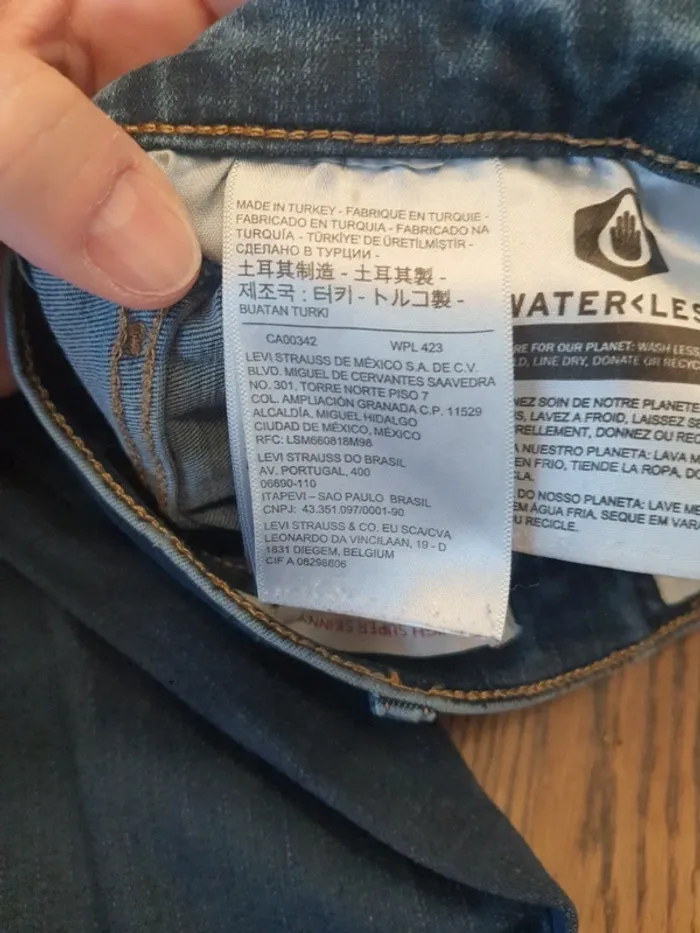 MADE IN TURKEY - FABRIQUE EN TURQUIE -
FABRICADO EN TURQUIA - FABRICADO NA
TURQUÍA - TÜRKİYE' DE ÜRETİLMİŞTİR -
СДЕЛАНО В ТУРЦИИ -
土耳其制造 - 土耳其製 -
제조국 : 터키 - トルコ製 -
BUATAN TURKI
CA00342 WPL 423
LEVI STRAUSS DE MÉXICO S.A. DE C.V.
BLVD. MIGUEL DE CERVANTES SAAVEDRA
NO. 301, TORRE NORTE PISO 7
COL. AMPLIACIÓN GRANADA C.P. 11529
ALCALDÍA, MIGUEL HIDALGO
CIUDAD DE MÉXICO, MÉXICO
RFC: LSM660818M98
LEVI STRAUSS DO BRASIL
AV. PORTUGAL, 400
06690-110
ITAPEVI – SAO PAULO BRASIL
CNPJ: 43.351.097/0001-90
LEVI STRAUSS & CO. EU SCA/CVA
LEONARDO DA VINCILAAN, 19 - D
1831 DIEGEM, BELGIUM
CIF A 08298606
WATER<LES
RE FOR OUR PLANET: WASH LESS
D, LINE DRY, DONATE OR RECYC
NEZ SOIN DE NOTRE PLANETE
S, LAVEZ A FROID, LAISSEZ SE
RELLEMENT, DONNEZ OU RE
A NUESTRO PLANETA: LAVA M
EN FRIO, TIENDE LA ROPA, DO
LA.
DO NOSSO PLANETA: LAVE ME
EM ÁGUA FRIA, SEQUE EM VAR
U RECICLE.
HIGH SUPER SKINNY